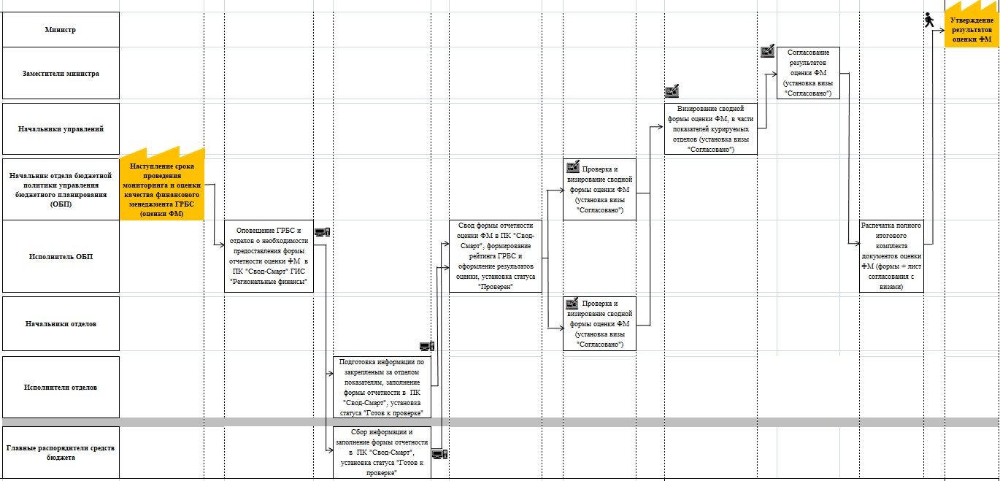 Министр
Утверждение
результатов
оценки ФМ
Заместители министра
Согласование
результатов
оценки ФМ
(установка визы
"Согласовано")
Начальники управлений
Визирование сводной
формы оценки ФМ, в части
показателей курируемых
отделов (установка визы
"Согласовано")
Начальник отдела бюджетной
политики управления
бюджетного планирования
(ОБП)
Наступление срока
проведения
мониторинга и оценки
качества финансового
менеджмента ГРБС
(оценки ФМ)
Проверка и
визирование сводной
формы оценки ФМ
(установка визы
"Согласовано")
Исполнитель ОБП
Оповещение ГРБС и
отделов о необходимости
предоставления формы
отчетности оценки ФМ в
ПК "Свод-Смарт" ГИС
"Региональные финансы"
Свод формы отчетности
оценки ФМ в ПК "Свод-
Смарт", формирование
рейтинга ГРБС и
оформление результатов
оценки, установка статуса
"Проверен"
Распечатка полного
итогового
комплекта
документов оценки
ФМ (формы + лист
согласования с
визами)
Начальники отделов
Проверка и
визирование сводной
формы оценки ФМ
(установка визы
"Согласовано")
Исполнители отделов
Подготовка информации по
закрепленым за отделом
показателям, заполнение
формы отчетности в ПК
"Свод-Смарт", установка
статуса "Готов к проверке"
Главные распорядители средств
бюджета
Сбор информации и
заполнение формы отчетности
в ПК "Свод-Смарт",
установка статуса "Готов к
проверке"